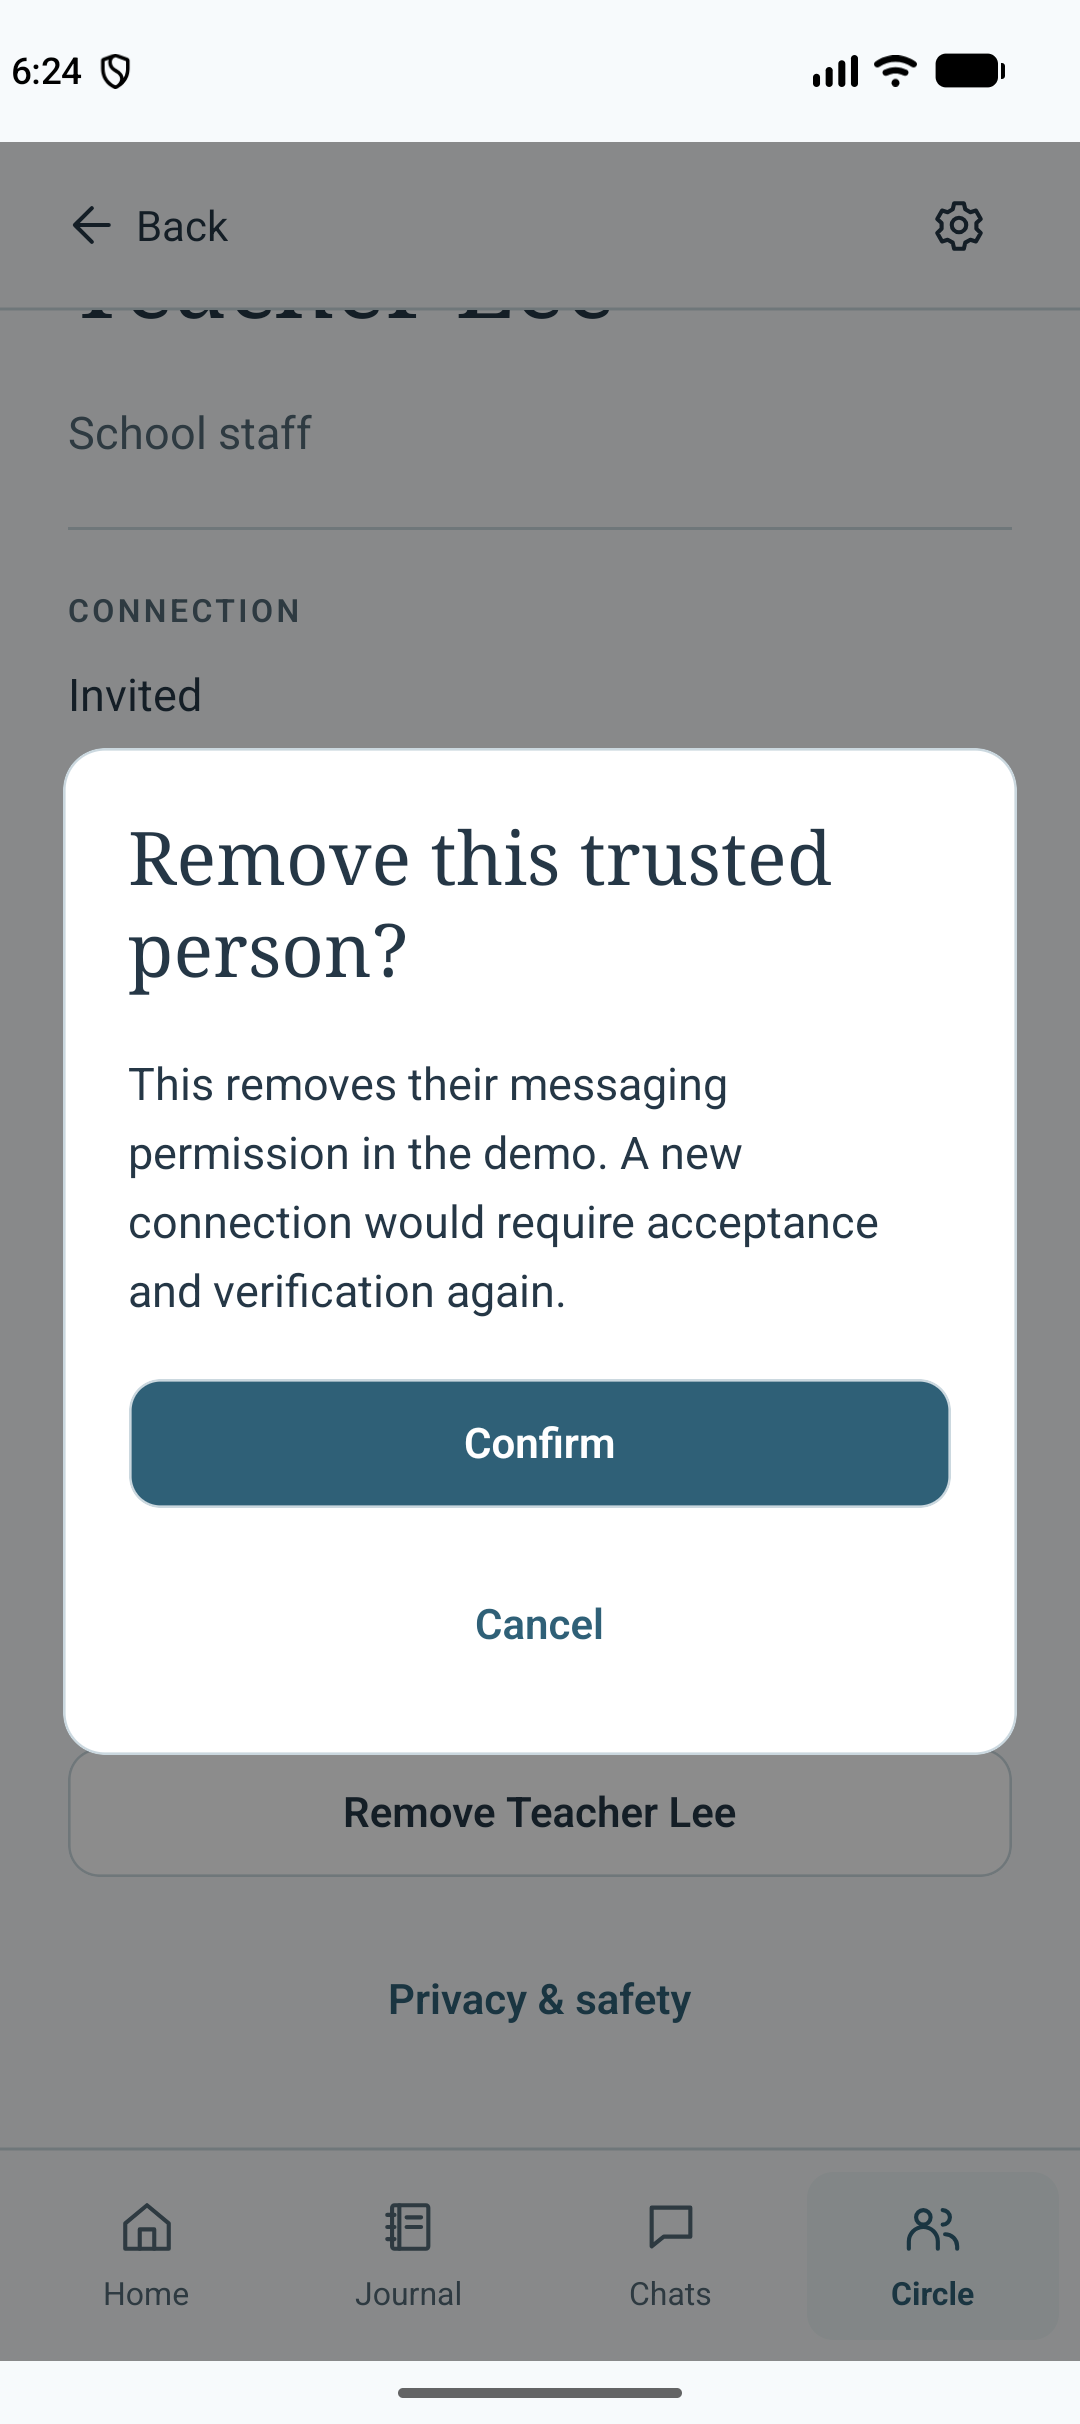 6:24
Back
Teacher Lee
School staff
CONNECTION
Invited
Remove this trusted
person?
This removes their messaging
permission in the demo. A new
connection would require acceptance
and verification again.
Confirm
Cancel
Remove Teacher Lee
Privacy & safety
Home
Journal
Chats
Circle